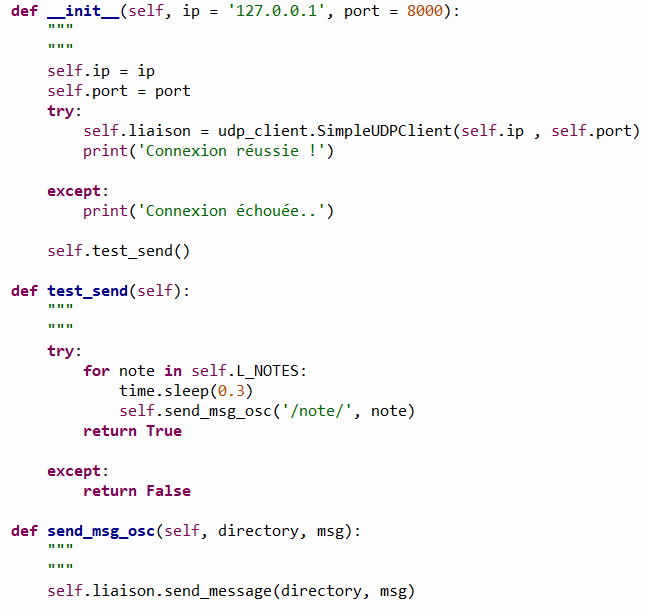 def __init__(self, ip = '127.0.0.1', port = 8000):
    """
    """
    self.ip = ip
    self.port = port
    try:
        self.liaison = udp_client.SimpleUDPClient(self.ip , self.port)
        print('Connexion réussie !')

    except:
        print('Connexion échouée..')

    self.test_send()

def test_send(self):
    """
    """
    try:
        for note in self.L_NOTES:
            time.sleep(0.3)
            self.send_msg_osc('/note/', note)
        return True

    except:
        return False

def send_msg_osc(self, directory, msg):
    """
    """
    self.liaison.send_message(directory, msg)